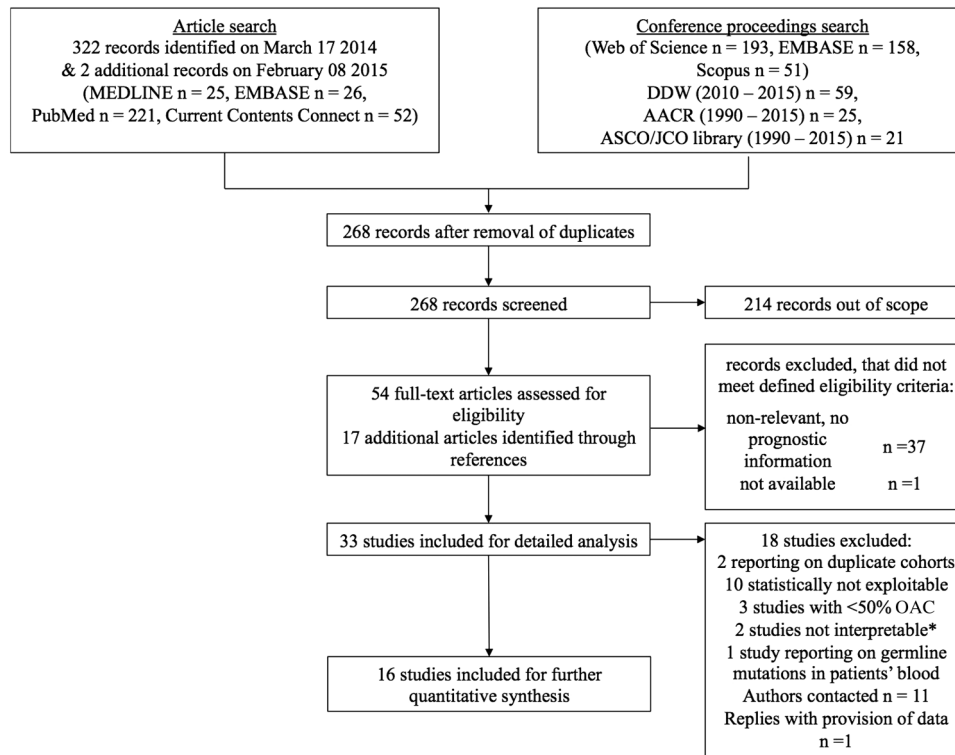 Article search
322 records identified on March 17 2014
& 2 additional records on February 08 2015
(MEDLINE n = 25, EMBASE n = 26,
PubMed n = 221, Current Contents Connect n = 52)
Conference proceedings search
(Web of Science n = 193, EMBASE n = 158,
Scopus n = 51)
DDW (2010 – 2015) n = 59,
AACR (1990 – 2015) n = 25,
ASCO/JCO library (1990 – 2015) n = 21
268 records after removal of duplicates
268 records screened
214 records out of scope
54 full-text articles assessed for
eligibility
17 additional articles identified through
references
records excluded, that did not
meet defined eligibility criteria:
non-relevant, no
prognostic
information
n =37
not available
n =1
33 studies included for detailed analysis
18 studies excluded:
2 reporting on duplicate cohorts
10 statistically not exploitable
3 studies with <50% OAC
2 studies not interpretable*
1 study reporting on germline
mutations in patients' blood
Authors contacted n = 11
Replies with provision of data
n =1
16 studies included for further
quantitative synthesis